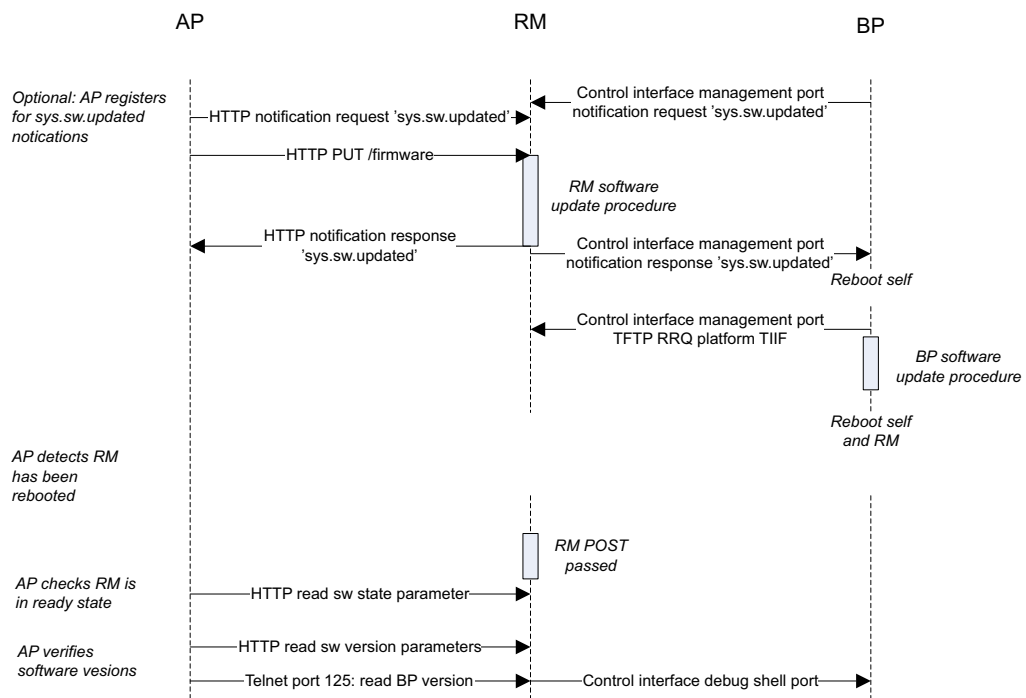 AP
RM
BP
Optional: AP registers
for sys.sw.updated
notications
Control interface management port
notification request ’sys.sw.updated’
HTTP notification request ’sys.sw.updated’
HTTP PUT /firmware
RM software
update procedure
HTTP notification response
’sys.sw.updated’
Control interface management port
notification response ’sys.sw.updated’
Reboot self
Control interface management port
TFTP RRQ platform TIIF
BP software
update procedure
Reboot self
and RM
AP detects RM
has been
rebooted
RM POST
passed
AP checks RM is
in ready state
HTTP read sw state parameter
AP verifies
software vesions
HTTP read sw version parameters
Telnet port 125: read BP version
Control interface debug shell port